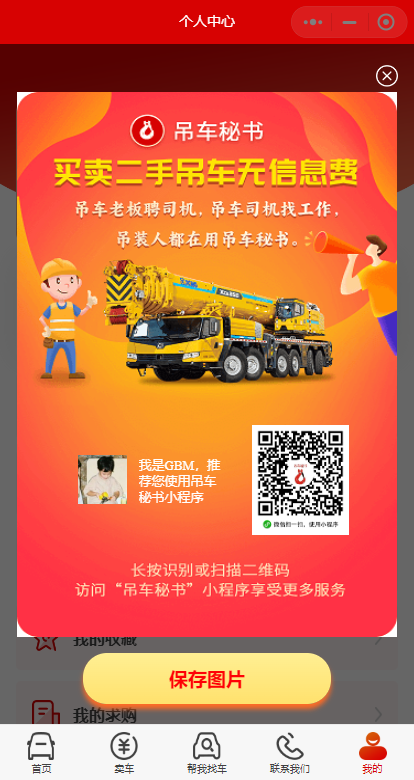 个人中心
吊车秘书
买卖二手吊车无信息费
吊车老板聘司机，吊车司机找工作，
吊装人都在用吊车秘书。
我是GBM，推
荐您使用吊车
秘书小程序
微信扫一扫，使用小程序
长按识别或扫描二维码
访问“吊车秘书”小程序享受更多服务
我的收藏
保存图片
我的求购
首页
卖车
帮我找车
联系我们
我的